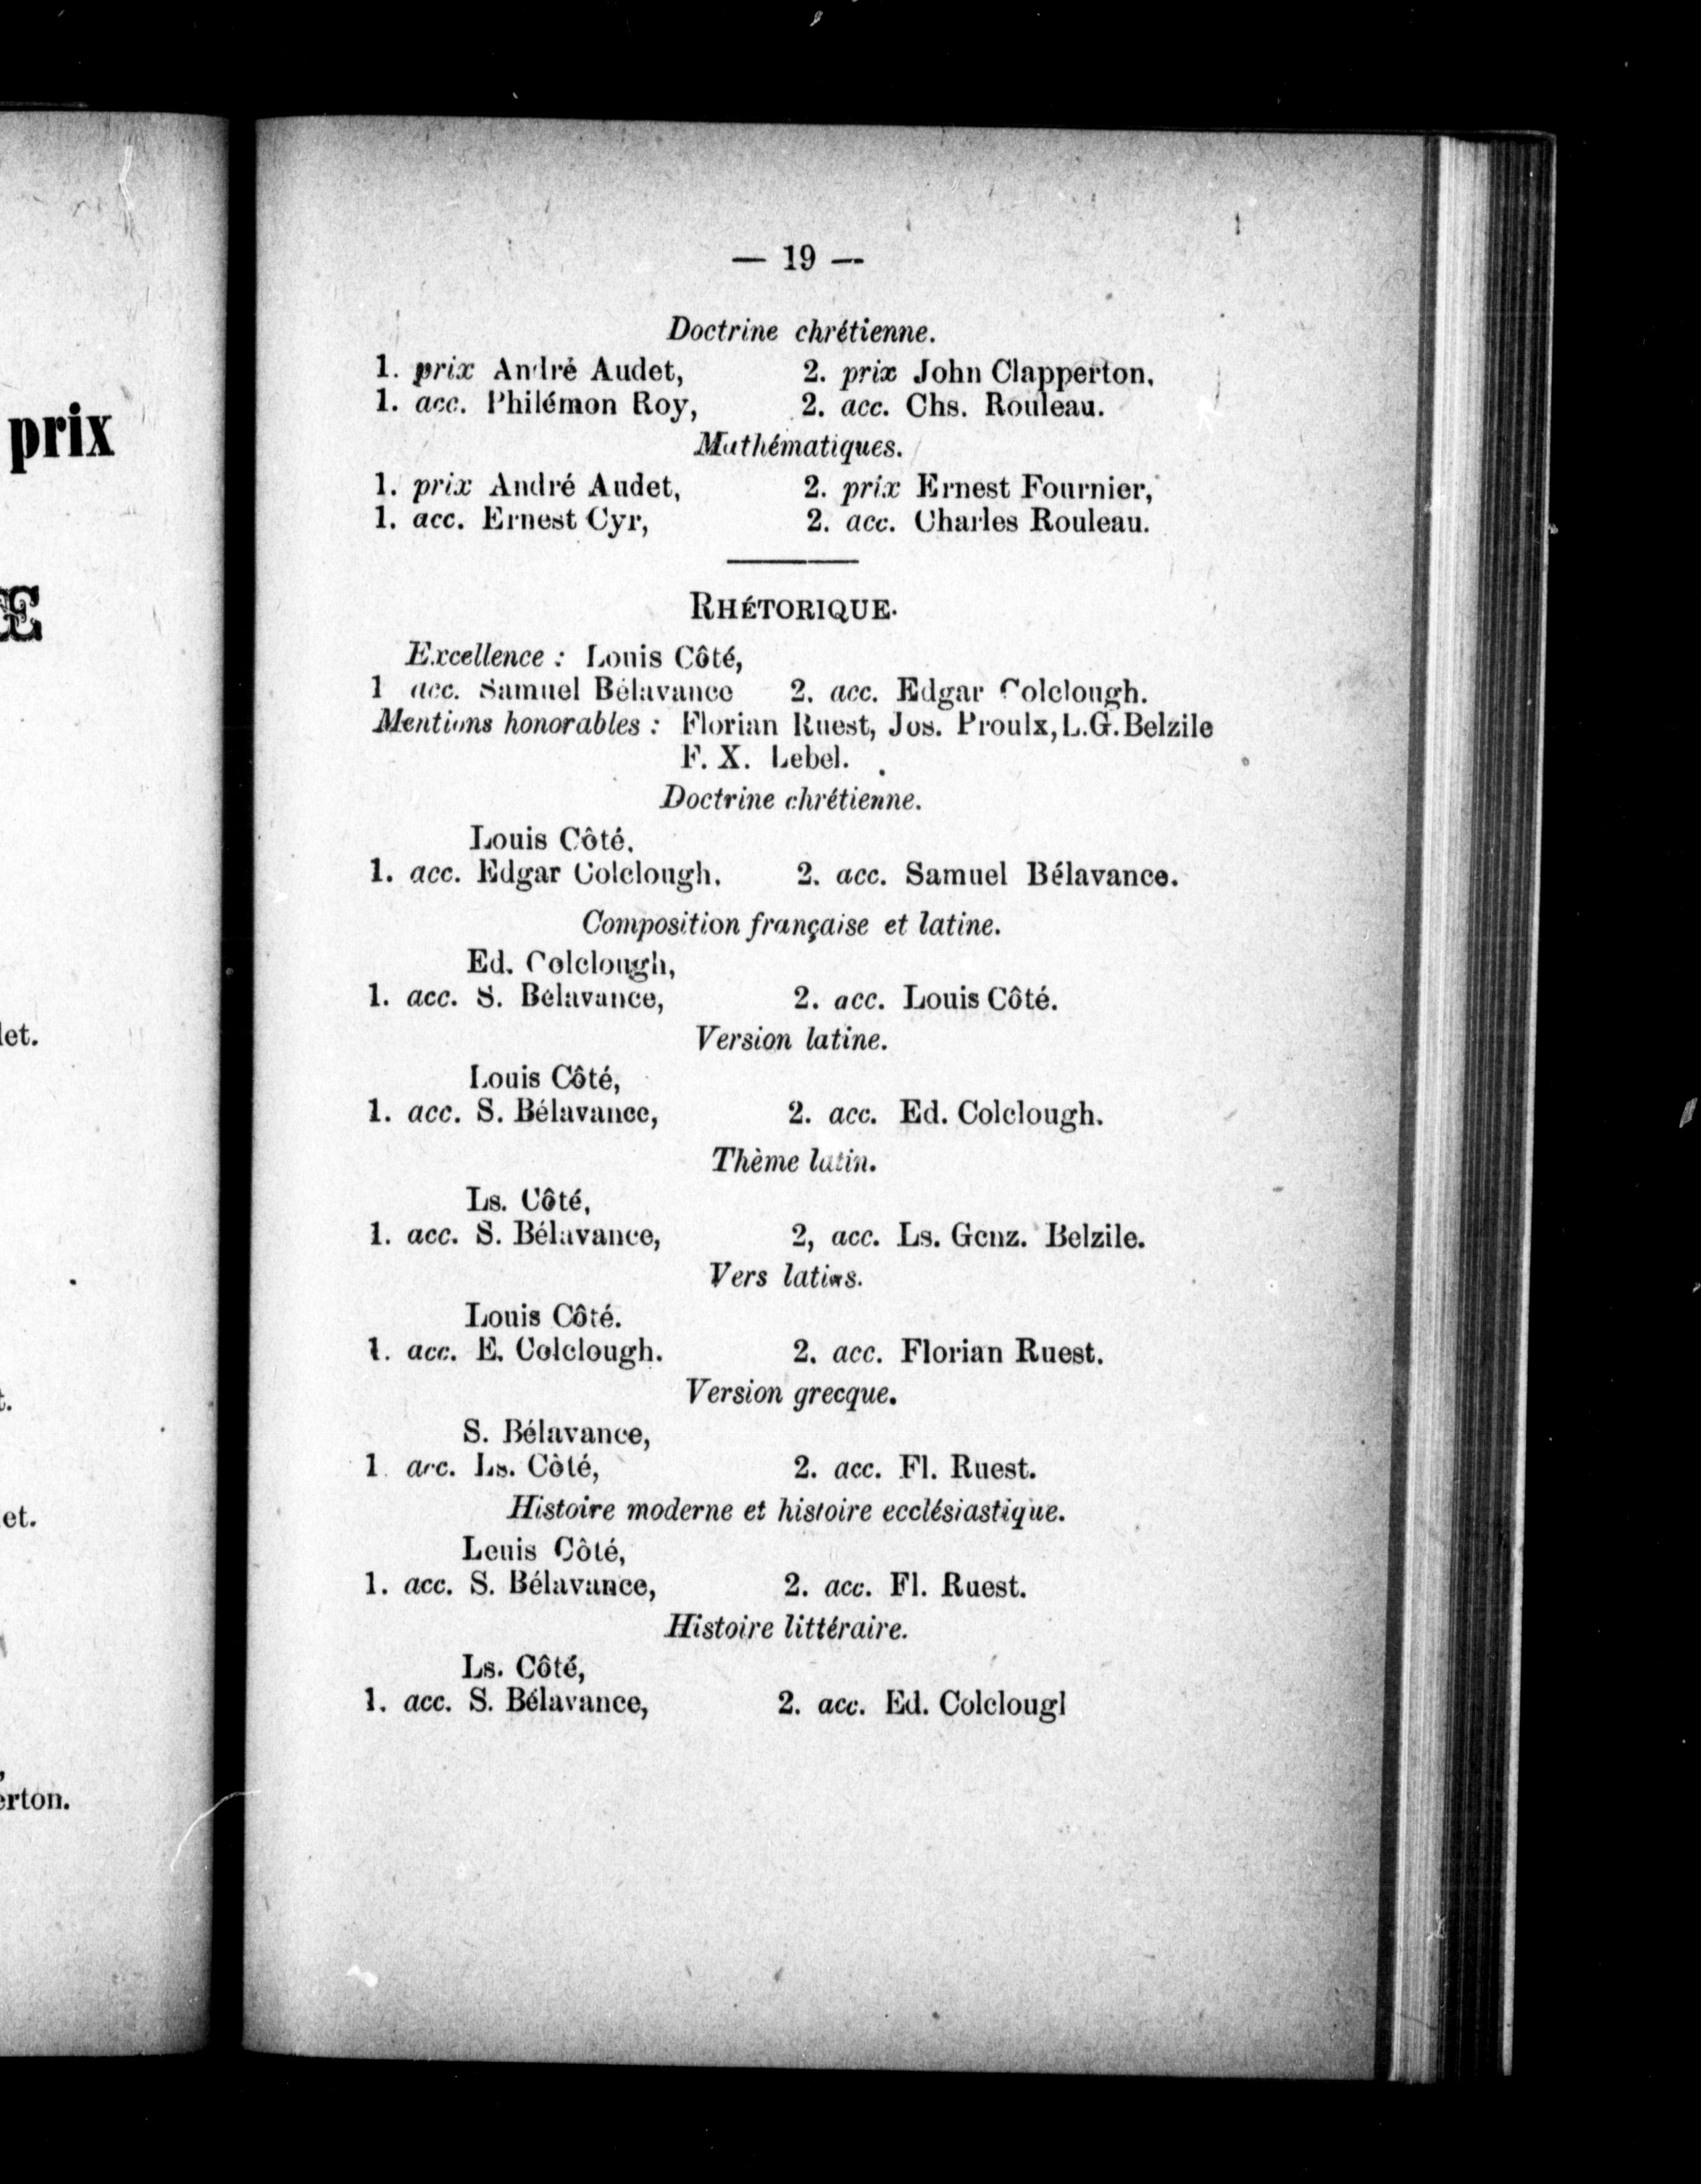 prix
Æ
let.
t.
et.
erton.
— 19 —
Doctrine chrétienne.
1. prix André Audet, 2. prix John Clapperton,
1. acc. Philémon Roy, 2. acc. Chs. Rouleau.
Mathématiques.
1. prix André Audet, 2. prix Ernest Fournier,
1. acc. Ernest Cyr, 2. acc. Charles Rouleau.
RHÉTORIQUE.
Excellence : Louis Côté,
1 acc. Samuel Bélavance 2. acc. Edgar Colclough.
Mentions honorables : Florian Ruest, Jos. Proulx, L.G. Belzile
F. X. Lebel.
Doctrine chrétienne.
Louis Côté.
1. acc. Edgar Colclough. 2. acc. Samuel Bélavance.
Composition française et latine.
Ed. Colclough,
1. acc. S. Bélavance, 2. acc. Louis Côté.
Version latine.
Louis Côté,
1. acc. S. Bélavance, 2. acc. Ed. Colclough.
Thème latin.
Ls. Côté,
1. acc. S. Bélavance, 2, acc. Ls. Gonz. Belzile.
Vers latins.
Louis Côté.
1. acc. E. Colclough. 2. acc. Florian Ruest.
Version grecque.
S. Bélavance,
1. acc. Ls. Côté, 2. acc. Fl. Ruest.
Histoire moderne et histoire ecclésiastique.
Louis Côté,
1. acc. S. Bélavance, 2. acc. Fl. Ruest.
Histoire littéraire.
Ls. Côté,
1. acc. S. Bélavance, 2. acc. Ed. Colclougl